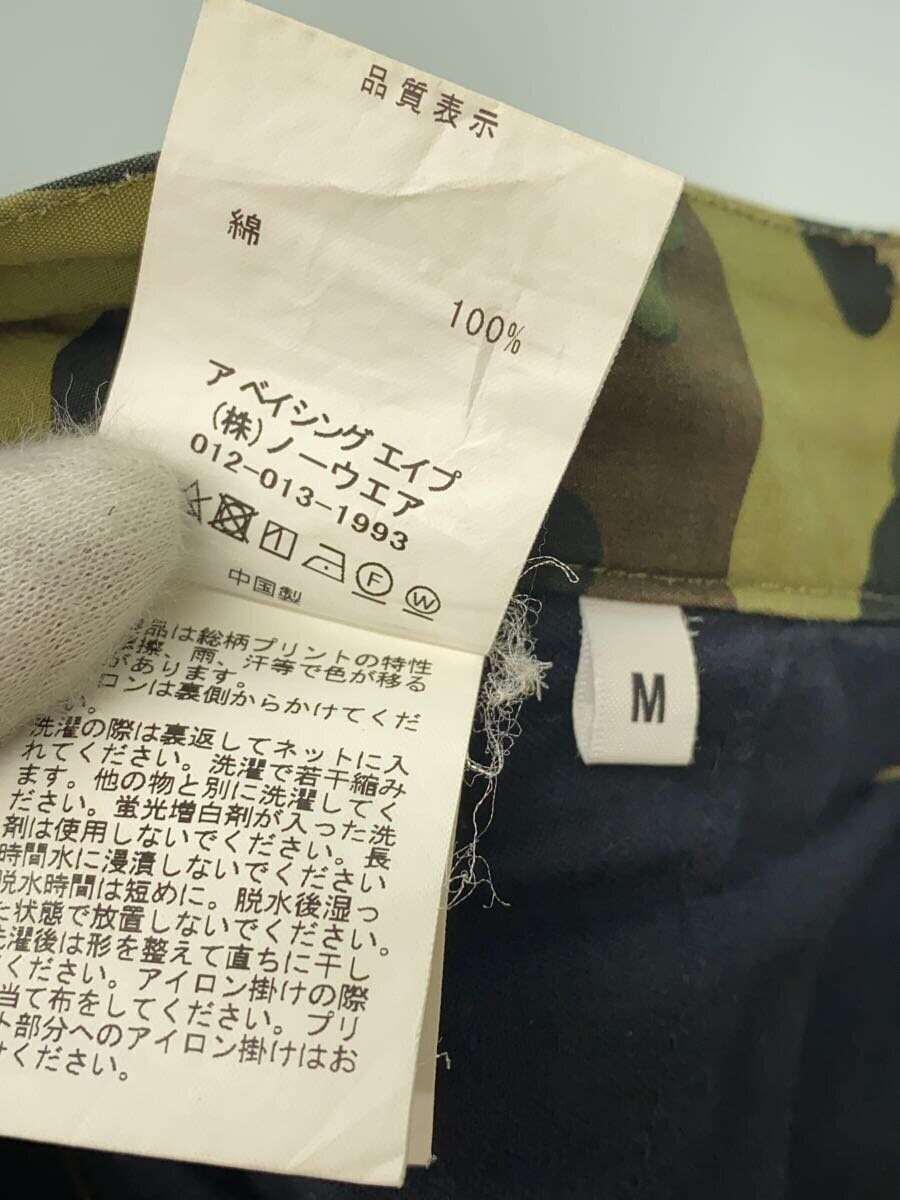 品質表示
綿
100%
ア ベイシング エイプ
(株)ノーウエア
012-013-1993
1
F
W
中国製
品は総柄プリントの特性
擦、雨、汗等で色が移る
があります。
ロンは裏側からかけてくだ
い。
洗濯の際は裏返してネットに入
れてください。洗濯で若干縮み
ます。他の物と別に洗濯してく
ださい。蛍光増白剤が入った洗
剤は使用しないでください。長
時間水に浸漬しないでください
脱水時間は短めに。脱水後湿っ
た状態で放置しないでください。
洗濯後は形を整えて直ちに干し
ください。アイロン掛けの際
当て布をしてください。プリ
ト部分へのアイロン掛けはお
ください。
M